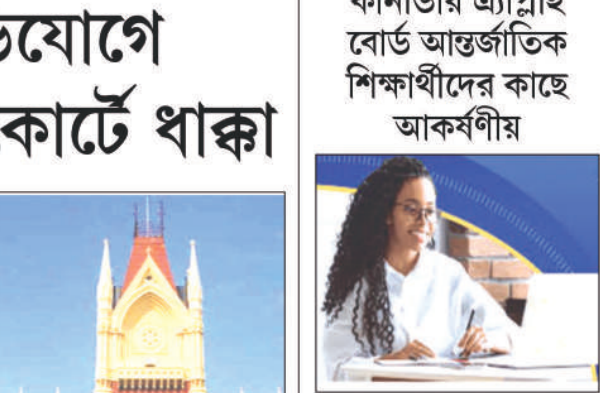 ভিযোগে
কোর্টে ধাক্কা
কানাডার এ্যাপ্লাই
বোর্ড আন্তর্জাতিক
শিক্ষার্থীদের কাছে
আকর্ষণীয়